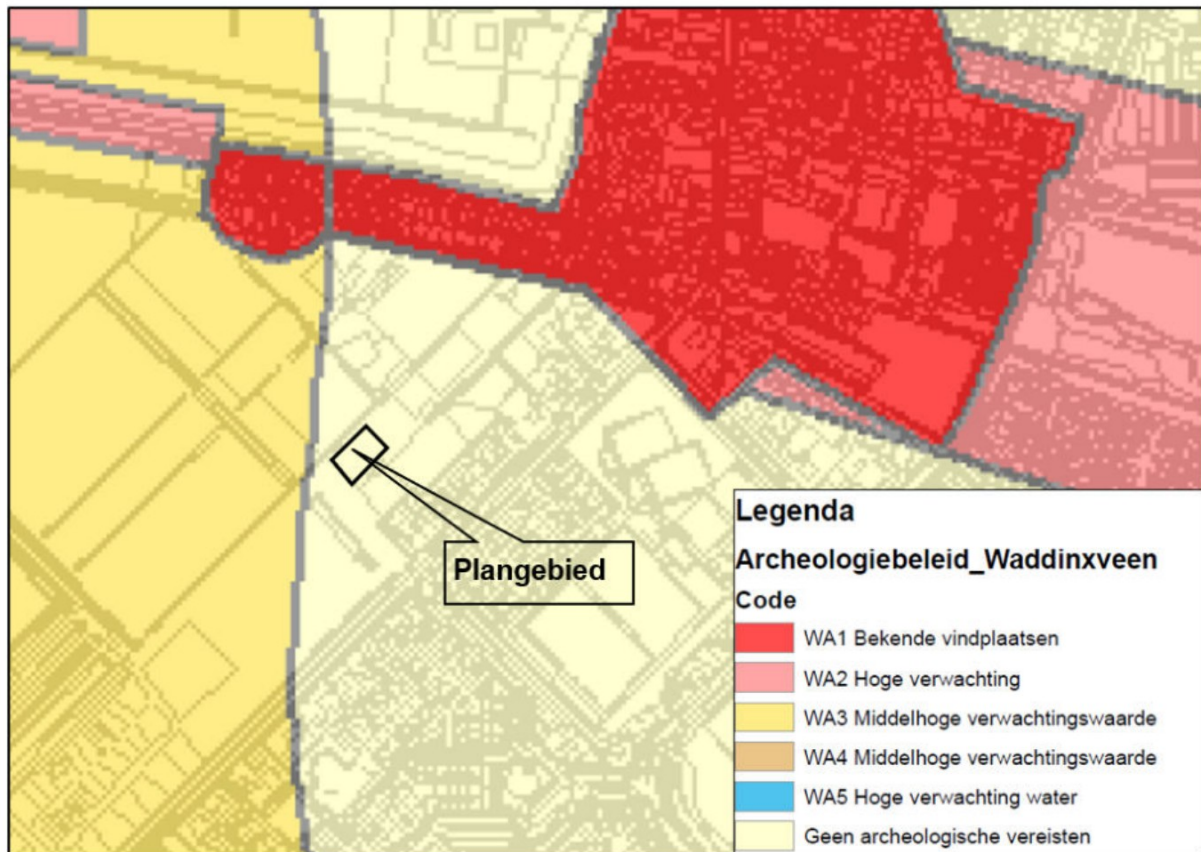 Plangebied
Legenda
Archeologiebeleid_Waddinxveen
Code
WA1 Bekende vindplaatsen
WA2 Hoge verwachting
WA3 Middelhoge verwachtingswaarde
WA4 Middelhoge verwachtingswaarde
WA5 Hoge verwachting water
Geen archeologische vereisten